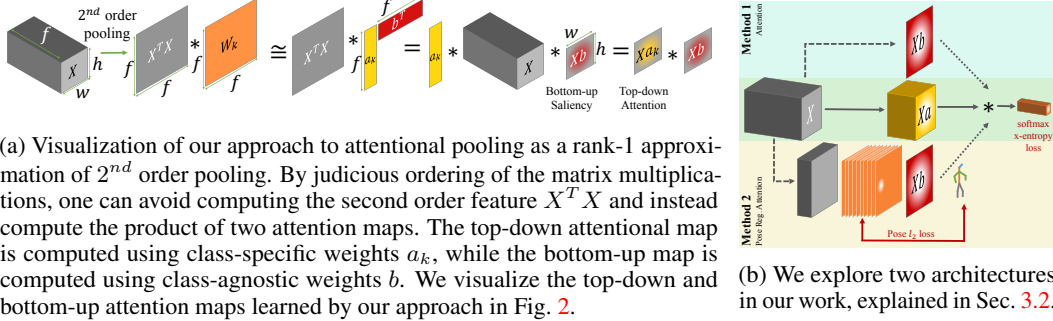 2nd order
pooling
f
X
h
w
f
X^T X
f
*
f
W_k
f
≅
X^T X
*
f
a_k
f
b^T
=
a_k
*
X
*
w
Xb
h
=
Xa_k
*
Xb
Bottom-up
Saliency
Top-down
Attention
(a) Visualization of our approach to attentional pooling as a rank-1 approxi-
mation of 2nd order pooling. By judicious ordering of the matrix multiplica-
tions, one can avoid computing the second order feature X^T X and instead
compute the product of two attention maps. The top-down attentional map
is computed using class-specific weights a_k, while the bottom-up map is
computed using class-agnostic weights b. We visualize the top-down and
bottom-up attention maps learned by our approach in Fig. 2.
Method 1
Attention
Xb
X
Xa
*
softmax
x-entropy
loss
Method 2
Pose Reg. Attention
Xb
Pose l_2 loss
(b) We explore two architectures
in our work, explained in Sec. 3.2.